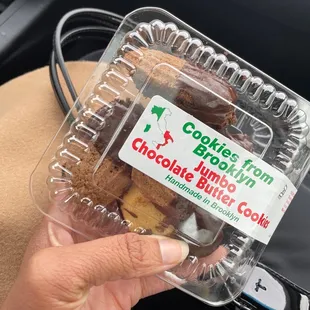 Cookies from
Brooklyn
Jumbo
Chocolate Butter Cookies
Handmade in Brooklyn